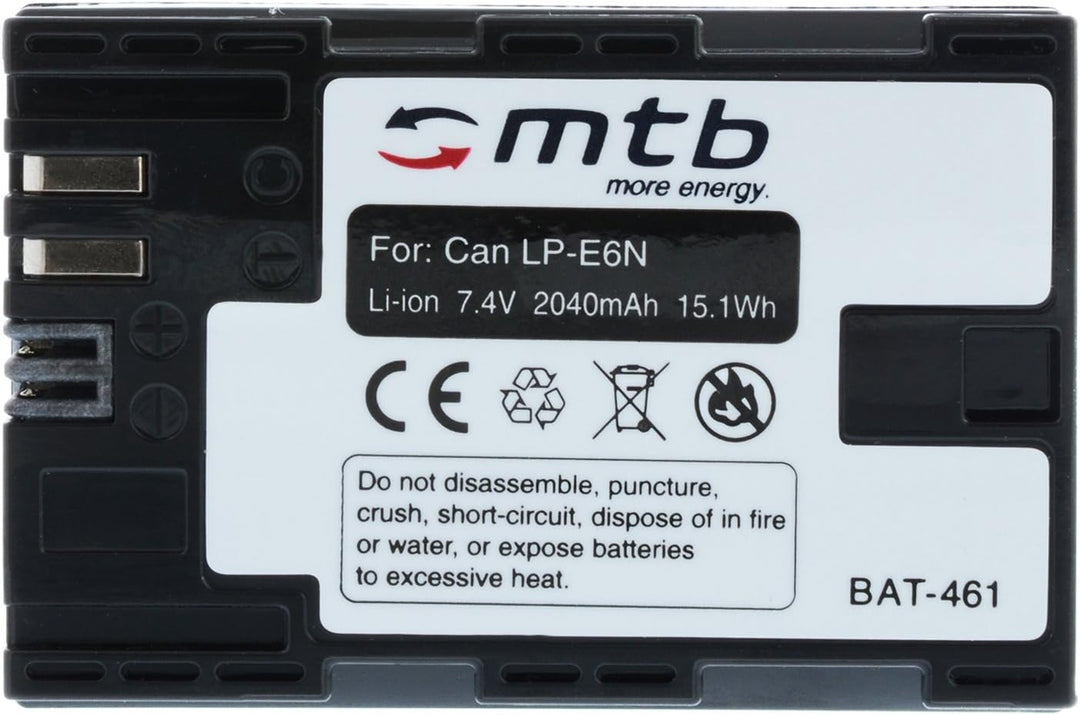 mtb
more energy.
For: Can LP-E6N
Li-ion 7.4V 2040mAh 15.1Wh
CE
Do not disassemble, puncture,
crush, short-circuit, dispose of in fire
or water, or expose batteries
to excessive heat.
BAT-461
C
T
+
-